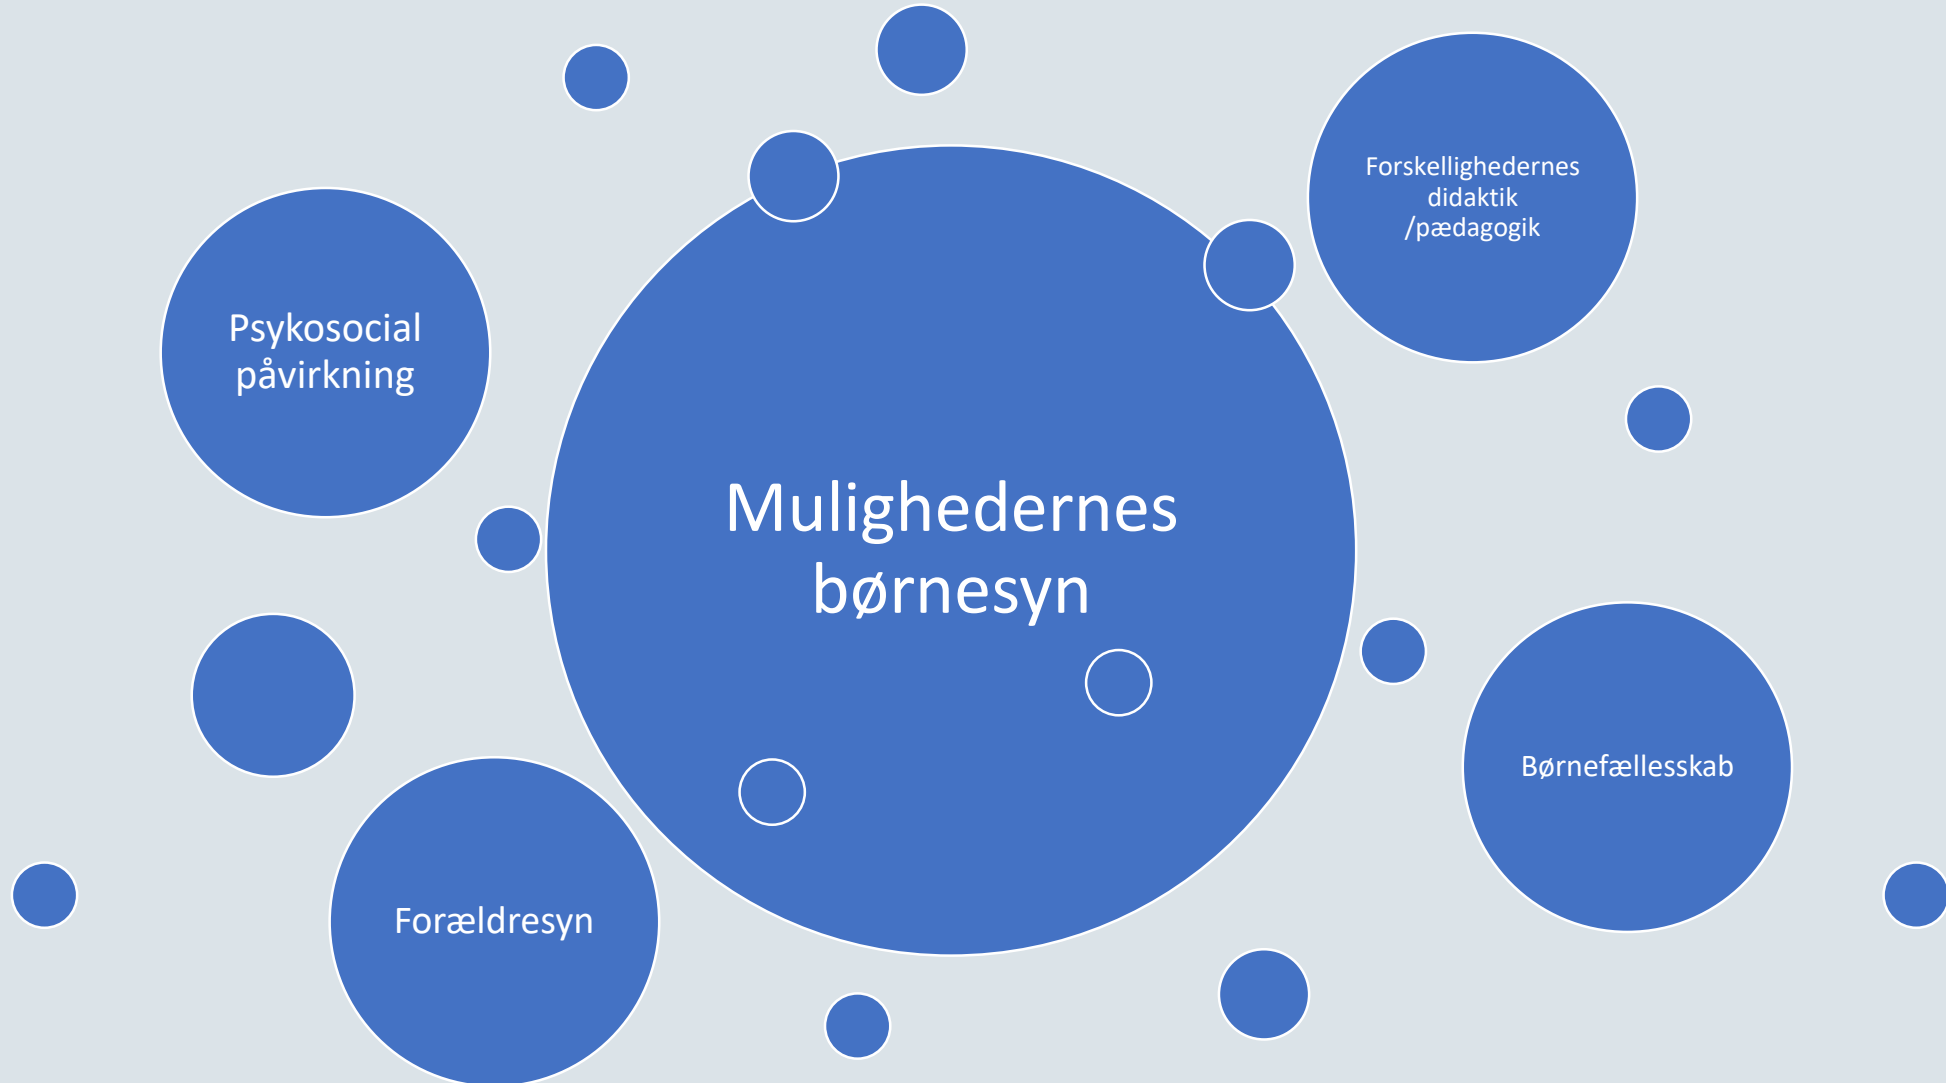 Forskellighedernes
didaktik
/pædagogik
Psykosocial
påvirkning
Mulighedernes
børnesyn
Børnefællesskab
Forældresyn